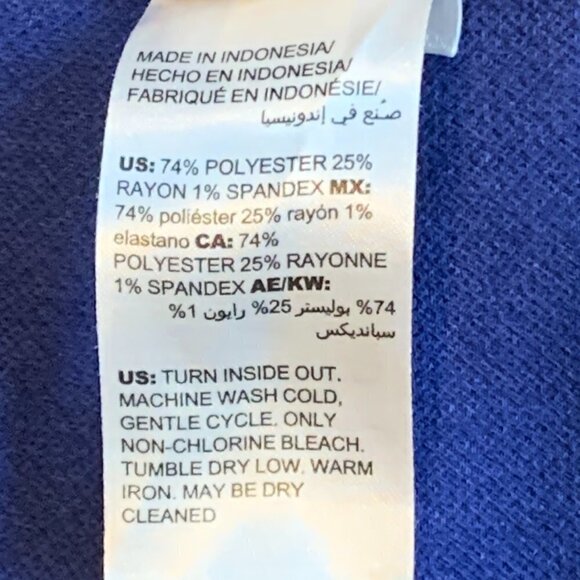 MADE IN INDONESIA/
HECHO EN INDONESIA/
FABRIQUÉ EN INDONÉSIE/
صُنع في إندونيسيا
US: 74% POLYESTER 25%
RAYON 1% SPANDEX MX:
74% poliéster 25% rayón 1%
elastano CA: 74%
POLYESTER 25% RAYONNE
1% SPANDEX AE/KW:
74% بوليستر 25% رايون 1%
سبانديكس
US: TURN INSIDE OUT.
MACHINE WASH COLD,
GENTLE CYCLE. ONLY
NON-CHLORINE BLEACH.
TUMBLE DRY LOW. WARM
IRON. MAY BE DRY
CLEANED